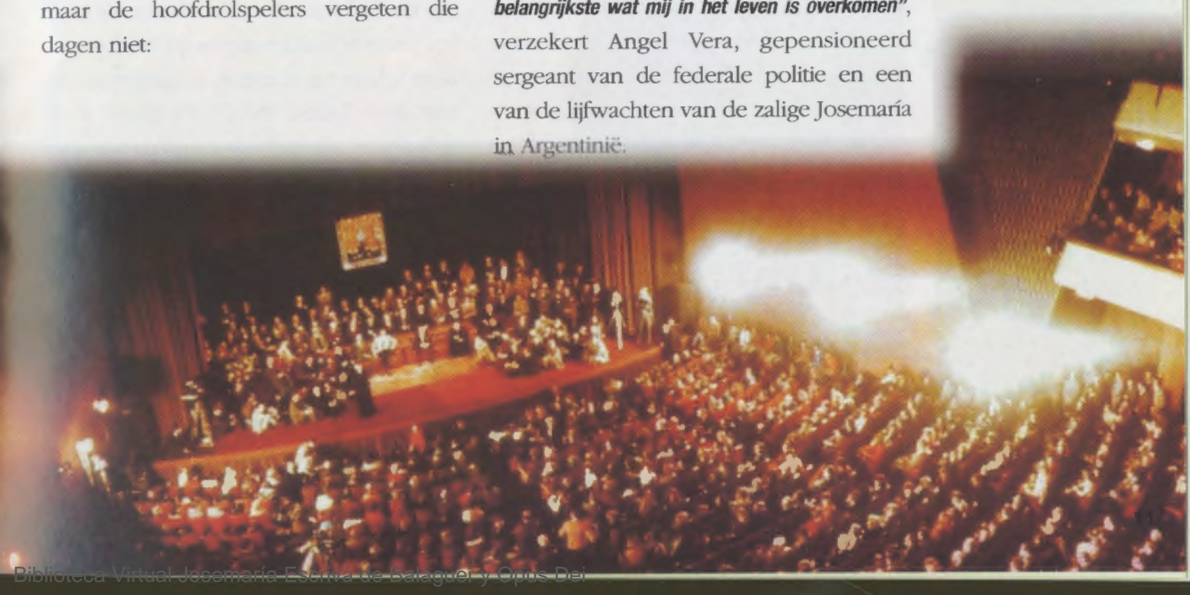 maar de hoofdrolspelers vergeten die
dagen niet:
belangrijkste wat mij in het leven is overkomen",
verzekert Angel Vera, gepensioneerd
sergeant van de federale politie en een
van de lijfwachten van de zalige Josemaría
in Argentinië.
Biblioteca Virtual Josemaría Escrivá de Balaguer y Opus Dei